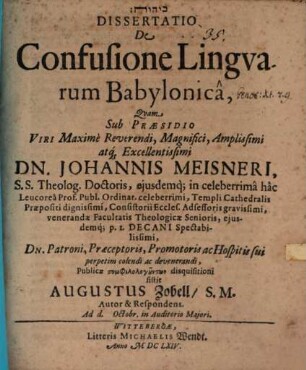 ביהודה:
DISSERTATIO
De
Confusione Lingva-
rum Babylonicâ,
Quam
Sub PRÆSIDIO
VIRI Maximè Reverendi, Magnifici, Amplissimi
atq; Excellentissimi
DN. JOHANNIS MEISNERI,
S.S. Theolog. Doctoris, ejusdemq; in celeberrimâ hâc
Leucoreâ Prof. Publ. Ordinar. celeberrimi, Templi Cathedralis
Præpositi dignissimi, Consistorii Ecclef. Adsessoris gravissimi,
venerandæ Facultatis Theologicæ Senioris, ejus-
demq; p. t. DECANI Spectabi-
lissimi,
DN. Patroni, Præceptoris, Promotoris ac Hospitis sui
perpetim colendi ac devenerandi,
Publicæ disquisitioni
sistit
AUGUSTUS Zobell/ S. M.
Autor & Respondens.
Ad d. Octobr. in Auditorio Majori.
WITTEBERGÆ,
Litteris MICHAELIS Wendt.
Anno M DC LXIV.